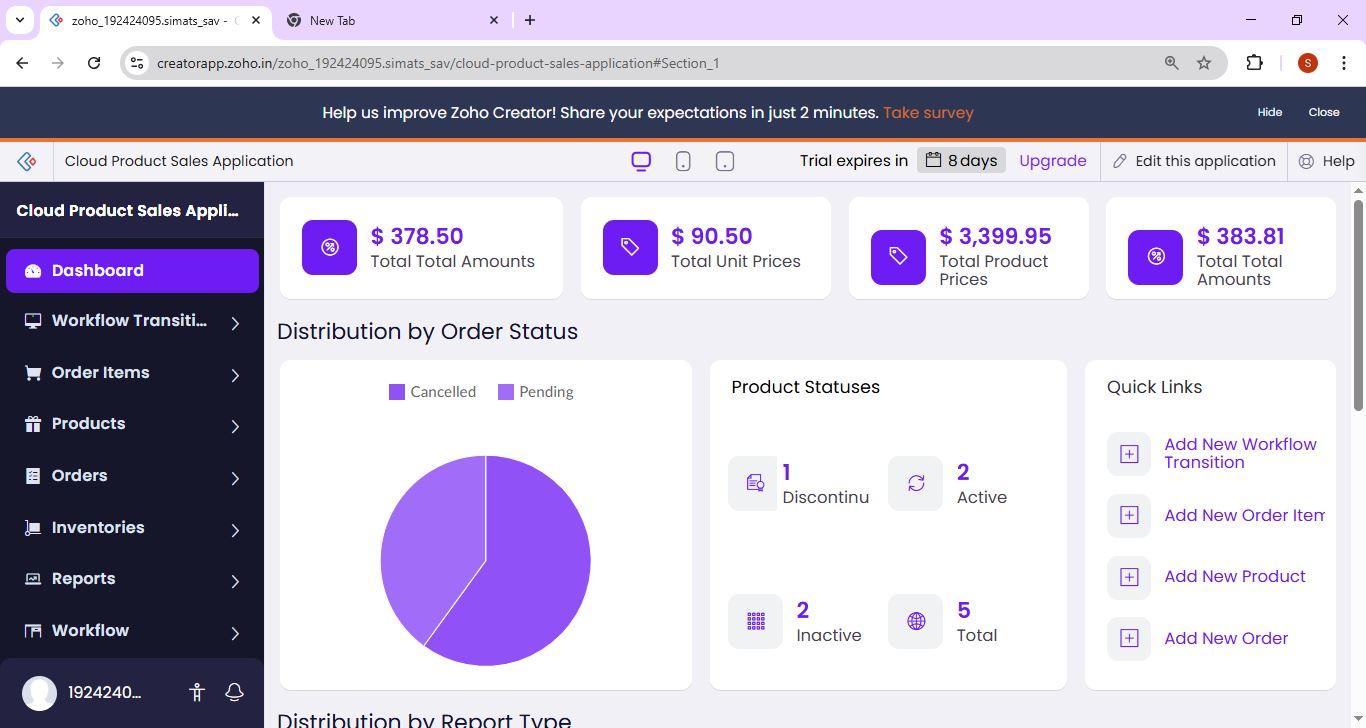 zoho_192424095.simats_sav -
New Tab
creatorapp.zoho.in/zoho_192424095.simats_sav/cloud-product-sales-application#Section_1
S
Help us improve Zoho Creator! Share your expectations in just 2 minutes. Take survey
Hide
Close
Cloud Product Sales Application
Trial expires in
8 days
Upgrade
Edit this application
Help
Cloud Product Sales Appli...
Dashboard
Workflow Transiti...
Order Items
Products
Orders
Inventories
Reports
Workflow
1924240...
$ 378.50
Total Total Amounts
$ 90.50
Total Unit Prices
$ 3,399.95
Total Product
Prices
$ 383.81
Total Total
Amounts
Distribution by Order Status
Cancelled
Pending
Product Statuses
1
Discontinu
2
Active
2
Inactive
5
Total
Quick Links
Add New Workflow
Transition
Add New Order Item
Add New Product
Add New Order
Distribution by Report Type